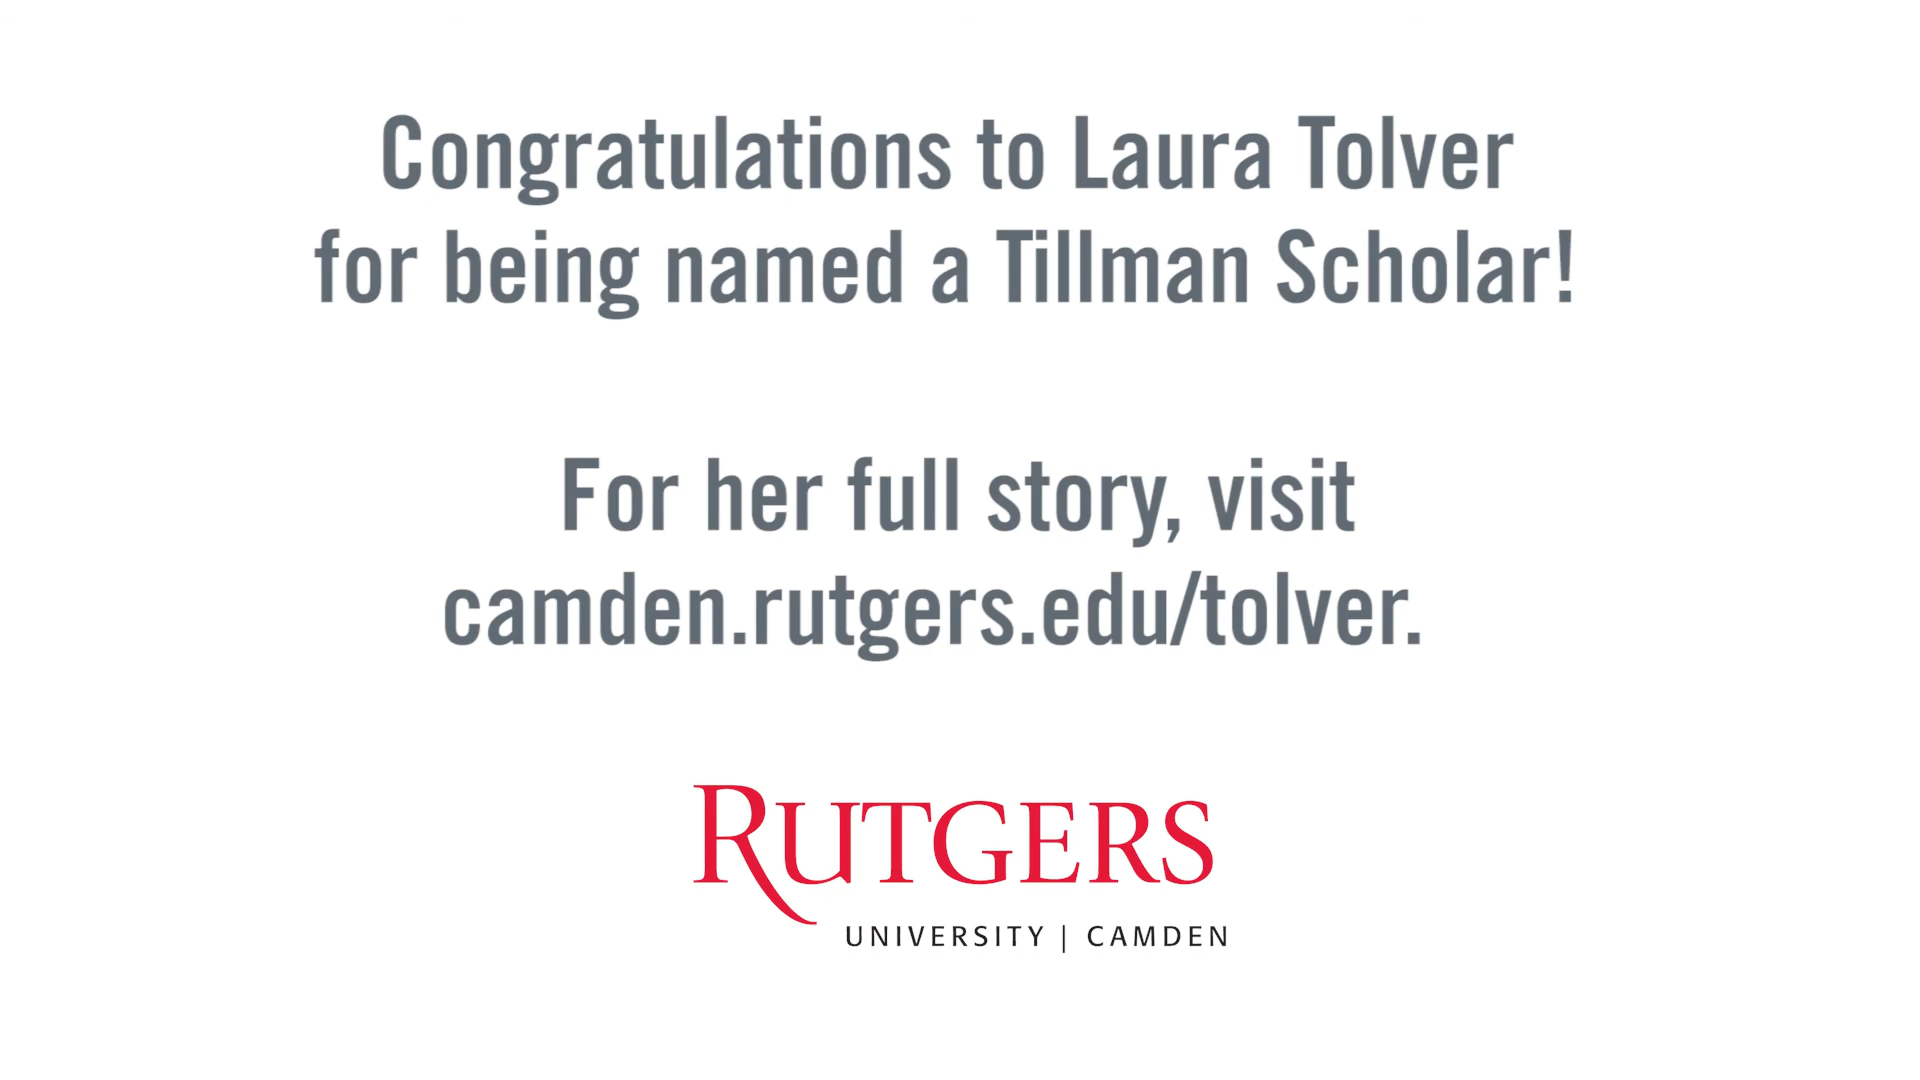 Congratulations to Laura Tolver
for being named a Tillman Scholar!
For her full story, visit
camden.rutgers.edu/tolver.
RUTGERS
UNIVERSITY | CAMDEN